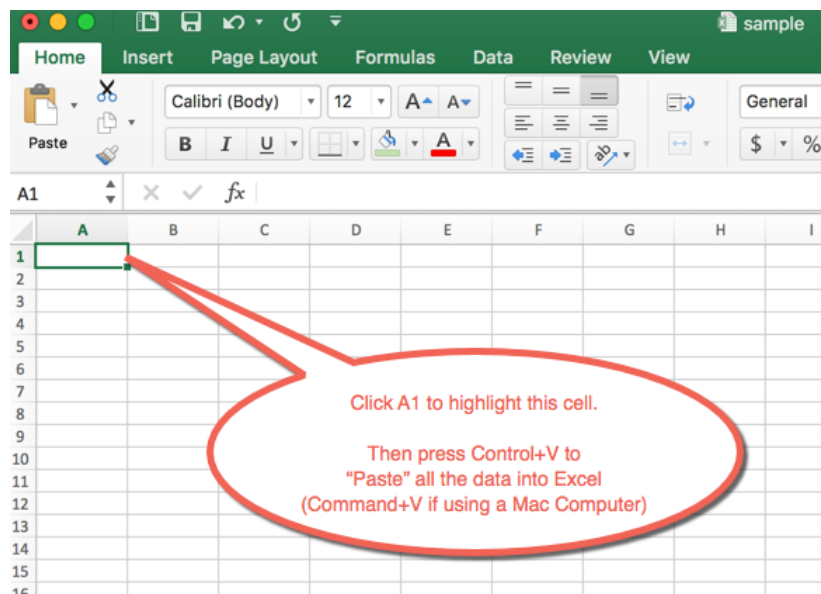 sample
Home Insert Page Layout Formulas Data Review View
Paste Calibri (Body) 12 A A General
B I U A $ %
A1 fx
A B C D E F G H I
1
2
3
4
5
6
7
8
9
10
11
12
13
14
15
16
Click A1 to highlight this cell.
Then press Control+V to
“Paste” all the data into Excel
(Command+V if using a Mac Computer)